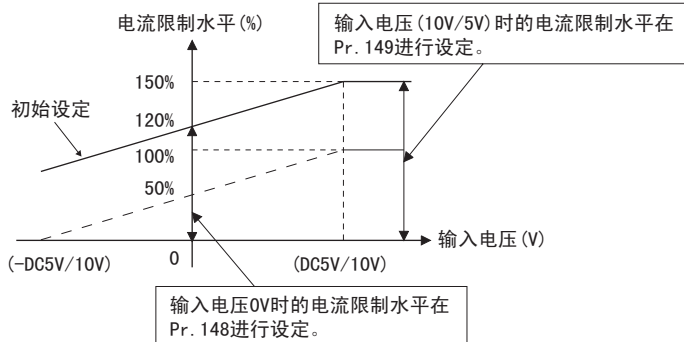 电流限制水平(%)
输入电压(10V/5V)时的电流限制水平在
Pr.149进行设定。
150%
初始设定
120%
100%
50%
输入电压(V)
(-DC5V/10V)
0
(DC5V/10V)
输入电压0V时的电流限制水平在
Pr.148进行设定。